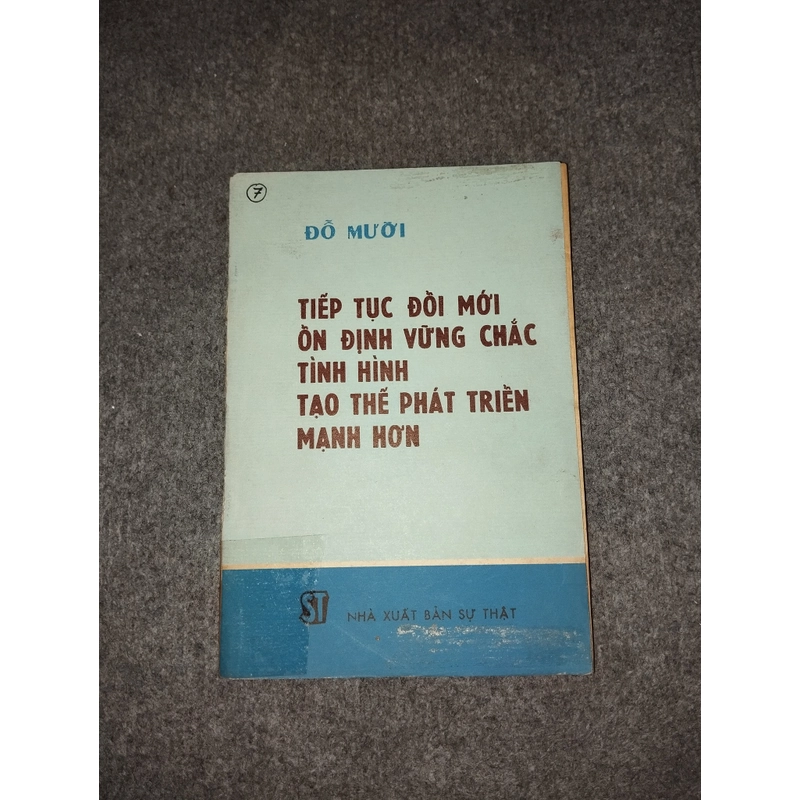 7
ĐỖ MƯỜI
TIẾP TỤC ĐỔI MỚI
ỔN ĐỊNH VỮNG CHẮC
TÌNH HÌNH
TẠO THẾ PHÁT TRIỂN
MẠNH HƠN
ST NHÀ XUẤT BẢN SỰ THẬT